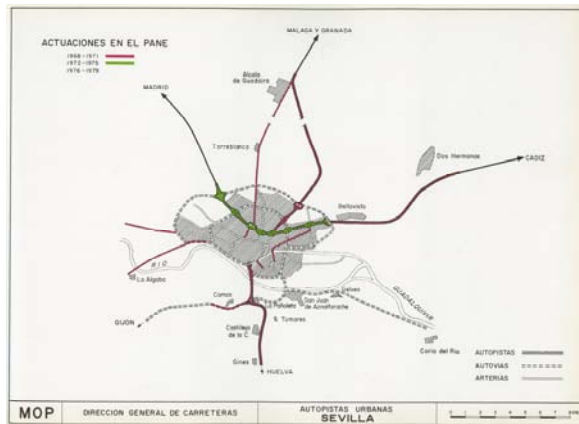 ACTUACIONES EN EL PANE
1968-1971
1972-1975
1976-1979
MALAGA Y GRANADA
Alcala
de Guadaira
MADRID
Torreblanca
Dos Hermanas
CADIZ
Bellavista
RIO
La Algaba
GUADALQUIVIR
Camas
Gelves
San Juan
de Aznalfarache
Pañoleta
S. Tomares
GIJON
Castilleja
de la C.
Coria del Rio
Gines
HUELVA
AUTOPISTAS
AUTOVIAS
ARTERIAS
MOP
DIRECCION GENERAL DE CARRETERAS
AUTOPISTAS URBANAS
SEVILLA